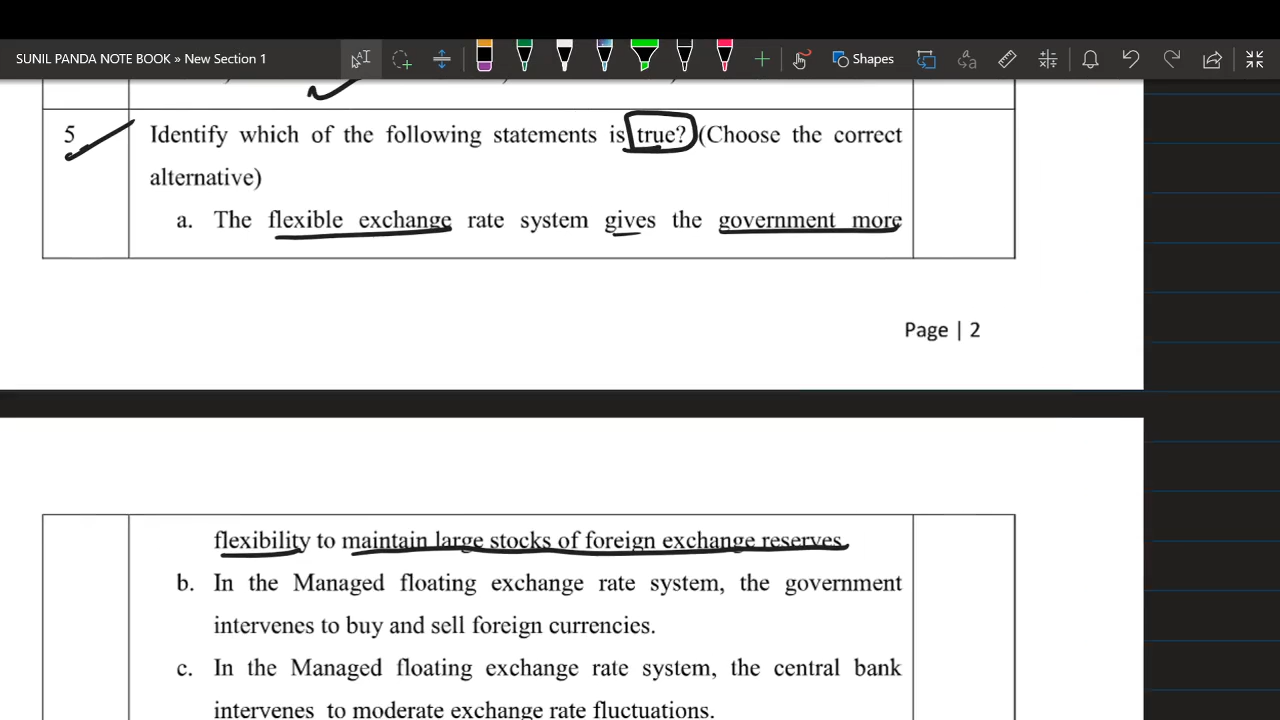 SUNIL PANDA NOTE BOOK » New Section 1
Shapes
5 Identify which of the following statements is true? (Choose the correct
alternative)
a. The flexible exchange rate system gives the government more
Page | 2
flexibility to maintain large stocks of foreign exchange reserves.
b. In the Managed floating exchange rate system, the government
intervenes to buy and sell foreign currencies.
c. In the Managed floating exchange rate system, the central bank
intervenes to moderate exchange rate fluctuations.